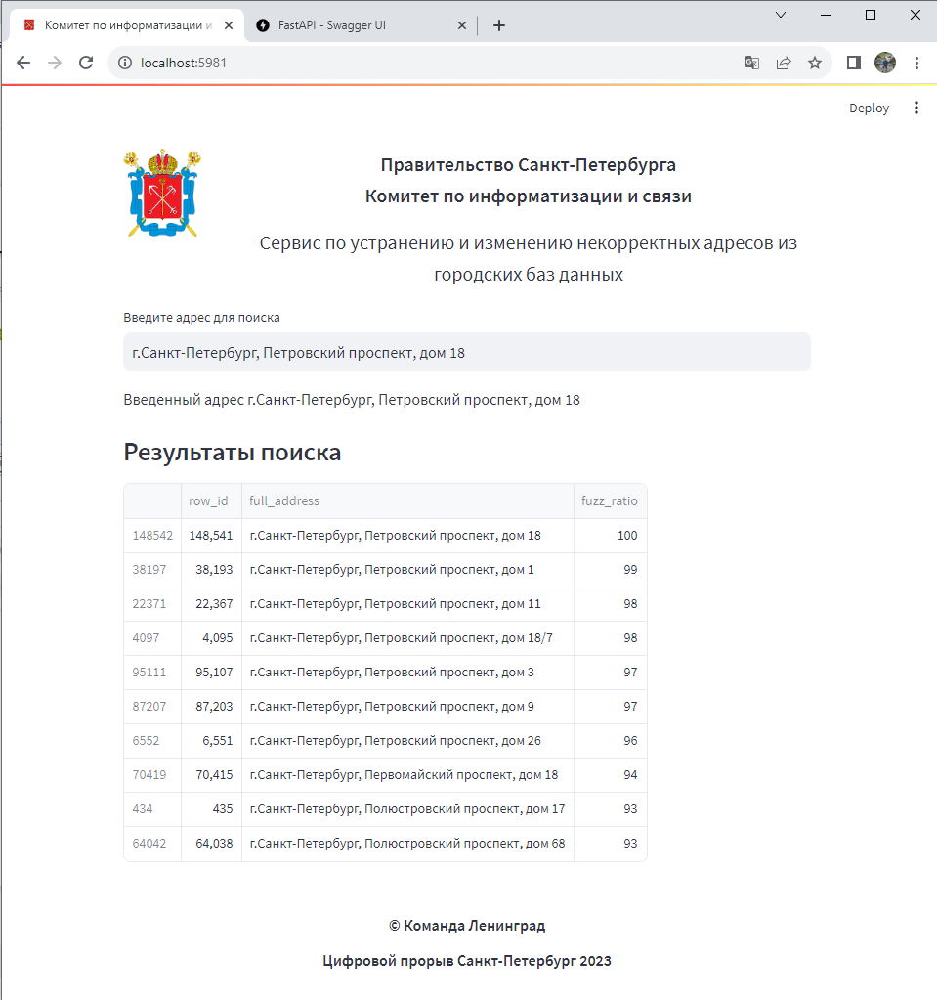 Комитет по информатизации и
FastAPI - Swagger UI
localhost:5981
Deploy
Правительство Санкт-Петербурга
Комитет по информатизации и связи
Сервис по устранению и изменению некорректных адресов из
городских баз данных
Введите адрес для поиска
г.Санкт-Петербург, Петровский проспект, дом 18
Введенный адрес г.Санкт-Петербург, Петровский проспект, дом 18
Результаты поиска
row_id full_address fuzz_ratio
148542 148,541 г.Санкт-Петербург, Петровский проспект, дом 18 100
38197 38,193 г.Санкт-Петербург, Петровский проспект, дом 1 99
22371 22,367 г.Санкт-Петербург, Петровский проспект, дом 11 98
4097 4,095 г.Санкт-Петербург, Петровский проспект, дом 18/7 98
95111 95,107 г.Санкт-Петербург, Петровский проспект, дом 3 97
87207 87,203 г.Санкт-Петербург, Петровский проспект, дом 9 97
6552 6,551 г.Санкт-Петербург, Петровский проспект, дом 26 96
70419 70,415 г.Санкт-Петербург, Первомайский проспект, дом 18 94
434 435 г.Санкт-Петербург, Полюстровский проспект, дом 17 93
64042 64,038 г.Санкт-Петербург, Полюстровский проспект, дом 68 93
© Команда Ленинград
Цифровой прорыв Санкт-Петербург 2023